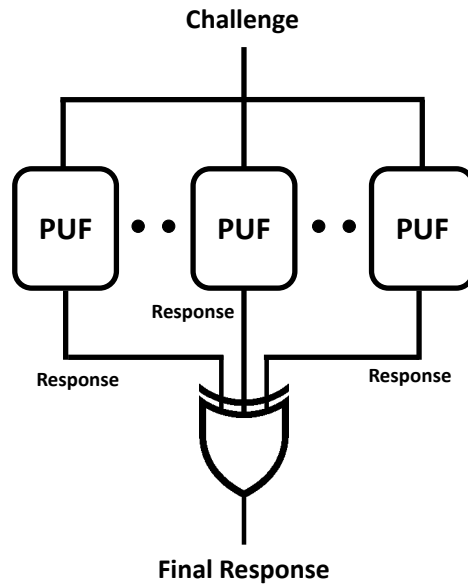 Challenge
PUF
PUF
PUF
Response
Response
Response
Final Response